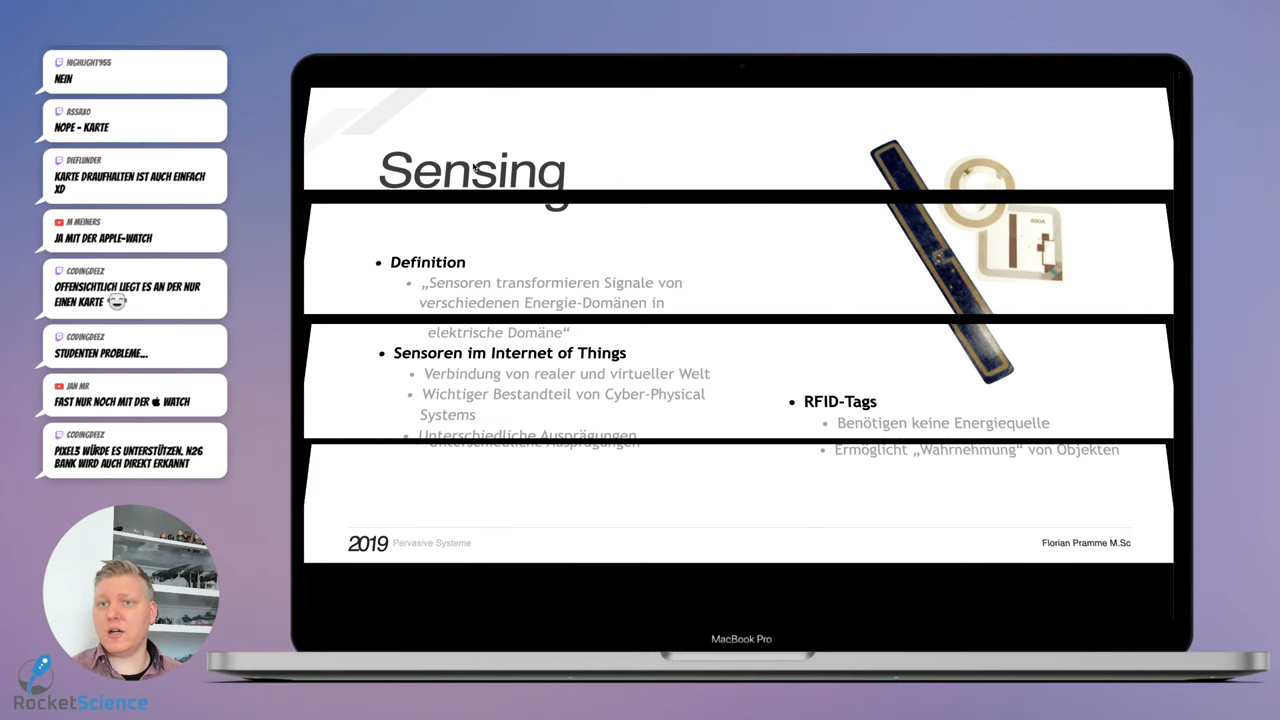 HIGHLIGHT955
NEIN
ASSAXO
NOPE - KARTE
DIEFLUNDER
KARTE DRAUFHALTEN IST AUCH EINFACH
XD
M MEINERS
JA MIT DER APPLE-WATCH
CODINGDEEZ
OFFENSICHTLICH LIEGT ES AN DER NUR
EINEN KARTE
CODINGDEEZ
STUDENTEN PROBLEME...
JAN MR
FAST NUR NOCH MIT DER WATCH
CODINGDEEZ
PIXEL3 WÜRDE ES UNTERSTÜTZEN. N26
BANK WIRD AUCH DIREKT ERKANNT
RocketScience
Sensing
• Definition
• „Sensoren transformieren Signale von
verschiedenen Energie-Domänen in
elektrische Domäne“
• Sensoren im Internet of Things
• Verbindung von realer und virtueller Welt
• Wichtiger Bestandteil von Cyber-Physical
Systems
• Unterschiedliche Ausprägungen
• RFID-Tags
• Benötigen keine Energiequelle
• Ermöglicht „Wahrnehmung“ von Objekten
2019 Pervasive Systeme
Florian Pramme M.Sc
MacBook Pro